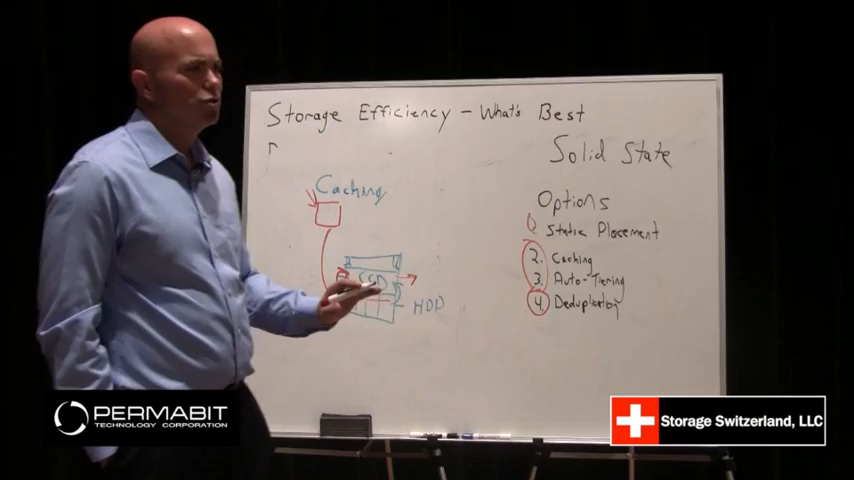 Storage Efficiency - What's Best
Solid State
Caching
Options
1. Static Placement
2. Caching
3. Auto-Tiering
4. Deduplication
SSD
HDD
PERMABIT
TECHNOLOGY CORPORATION
Storage Switzerland, LLC